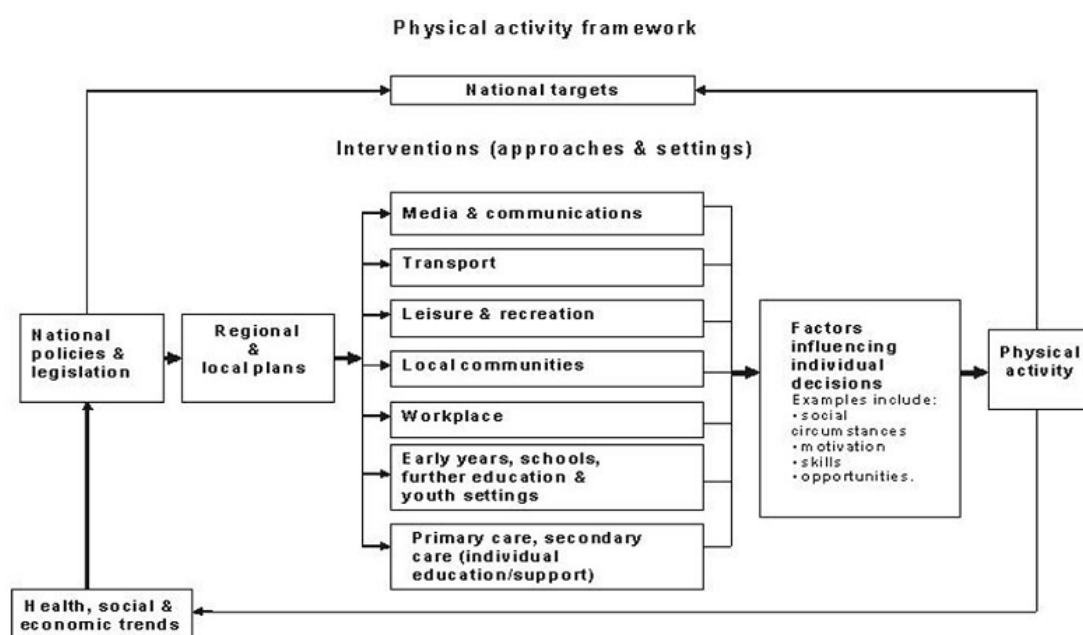 Physical activity framework
National targets
Interventions (approaches & settings)
Media & communications
Transport
Leisure & recreation
Local communities
Workplace
Early years, schools,
further education &
youth settings
Primary care, secondary
care (individual
education/support)
National
policies &
legislation
Regional
&
local plans
Factors
influencing
individual
decisions
Examples include:
• social
circumstances
• motivation
• skills
• opportunities.
Physical
activity
Health, social &
economic trends